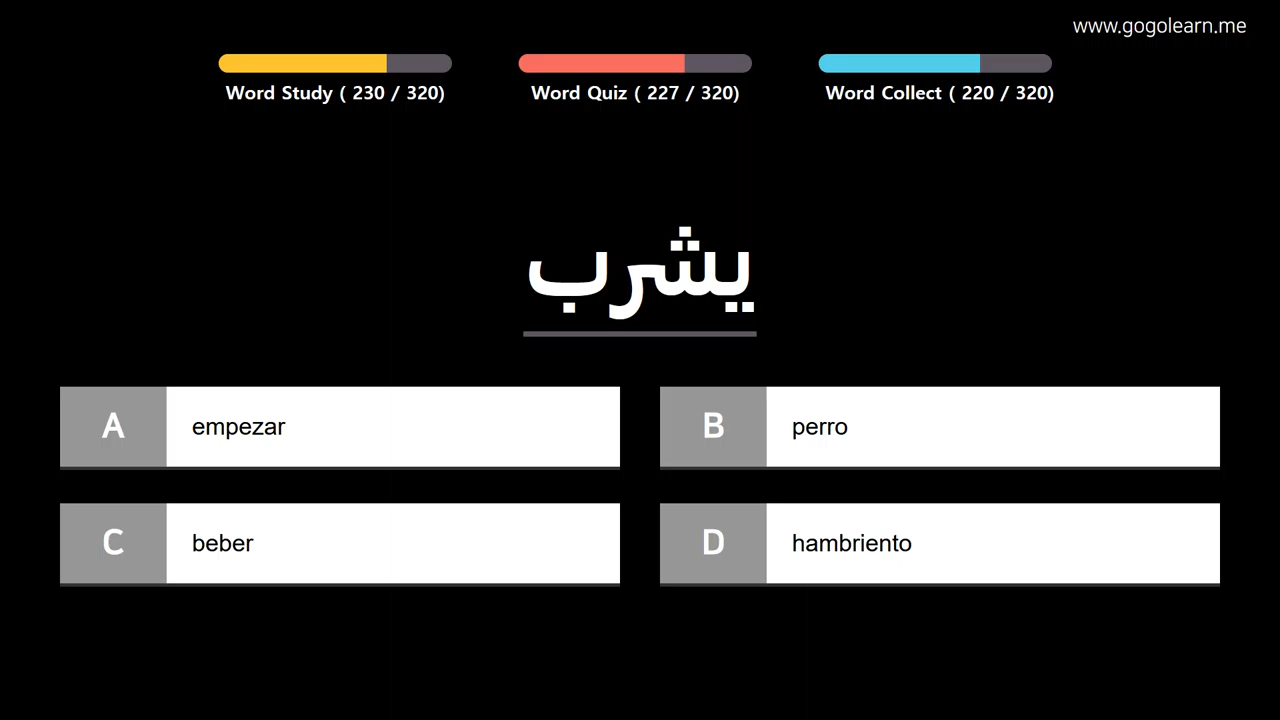 www.gogolearn.me
Word Study ( 230 / 320)
Word Quiz ( 227 / 320)
Word Collect ( 220 / 320)
يشرب
A empezar
B perro
C beber
D hambriento